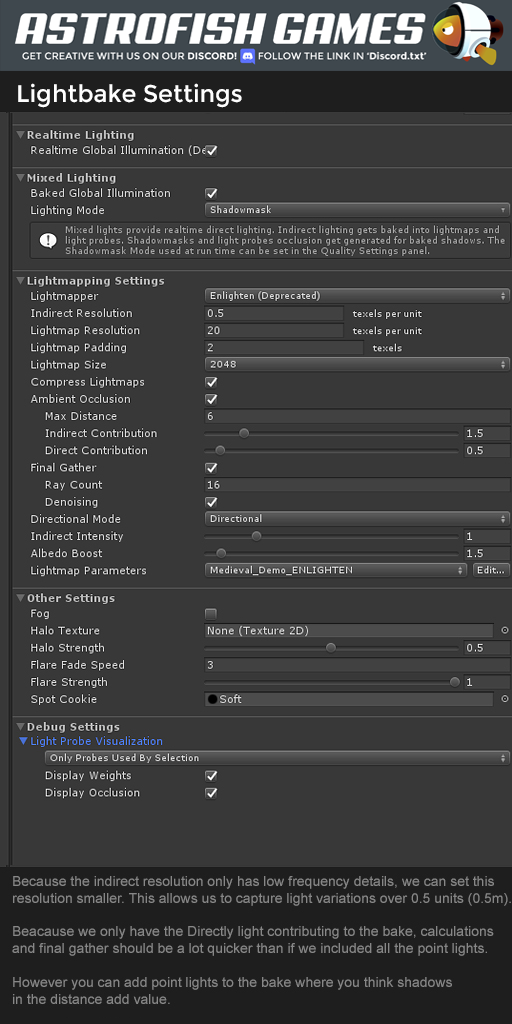 ASTROFISH GAMES
GET CREATIVE WITH US ON OUR DISCORD! FOLLOW THE LINK IN 'Discord.txt'
Lightbake Settings
Realtime Lighting
Realtime Global Illumination (De
Mixed Lighting
Baked Global Illumination
Lighting Mode Shadowmask
Mixed lights provide realtime direct lighting. Indirect lighting gets baked into lightmaps and
light probes. Shadowmasks and light probes occlusion get generated for baked shadows. The
Shadowmask Mode used at run time can be set in the Quality Settings panel.
Lightmapping Settings
Lightmapper Enlighten (Deprecated)
Indirect Resolution 0.5 texels per unit
Lightmap Resolution 20 texels per unit
Lightmap Padding 2 texels
Lightmap Size 2048
Compress Lightmaps
Ambient Occlusion
Max Distance 6
Indirect Contribution 1.5
Direct Contribution 0.5
Final Gather
Ray Count 16
Denoising
Directional Mode Directional
Indirect Intensity 1
Albedo Boost 1.5
Lightmap Parameters Medieval_Demo_ENLIGHTEN Edit...
Other Settings
Fog
Halo Texture None (Texture 2D)
Halo Strength 0.5
Flare Fade Speed 3
Flare Strength 1
Spot Cookie Soft
Debug Settings
Light Probe Visualization
Only Probes Used By Selection
Display Weights
Display Occlusion
Because the indirect resolution only has low frequency details, we can set this
resolution smaller. This allows us to capture light variations over 0.5 units (0.5m).
Beacause we only have the Directly light contributing to the bake, calculations
and final gather should be a lot quicker than if we included all the point lights.
However you can add point lights to the bake where you think shadows
in the distance add value.